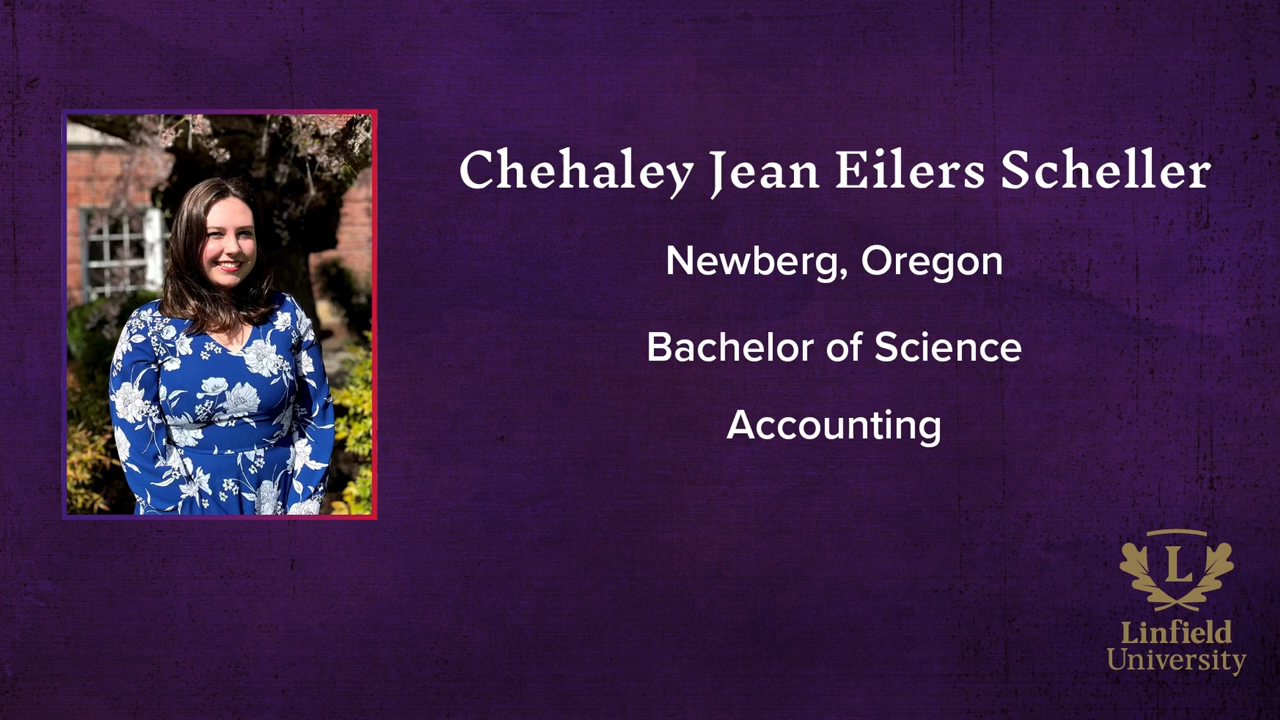 Chehaley Jean Eilers Scheller
Newberg, Oregon
Bachelor of Science
Accounting
L
Linfield
University